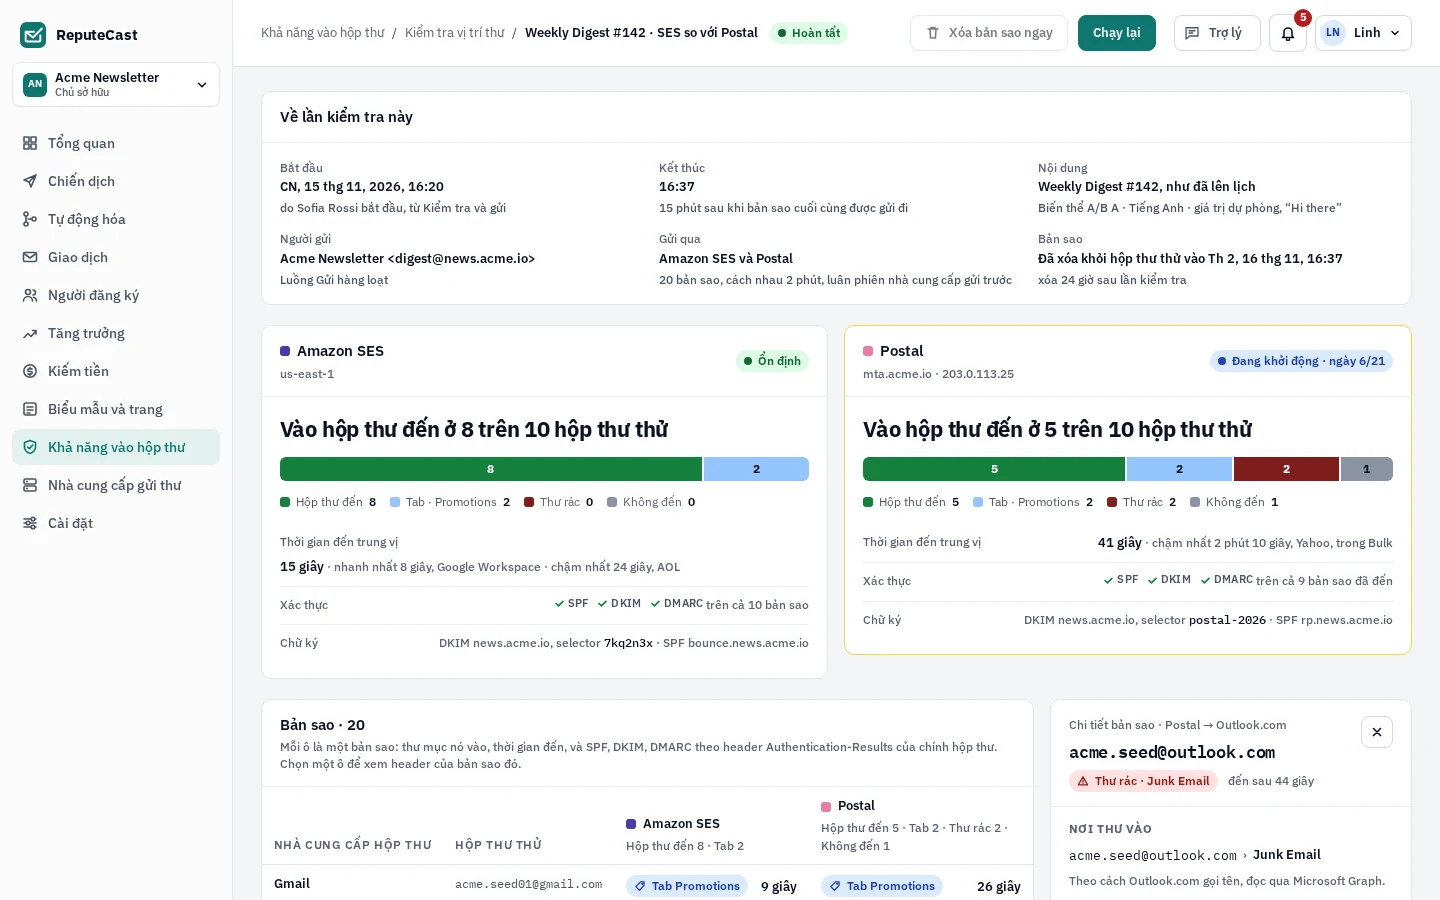 ReputeCast
AN
Acme Newsletter
Chủ sở hữu
Tổng quan
Chiến dịch
Tự động hóa
Giao dịch
Người đăng ký
Tăng trưởng
Kiếm tiền
Biểu mẫu và trang
Khả năng vào hộp thư
Nhà cung cấp gửi thư
Cài đặt
Khả năng vào hộp thư / Kiểm tra vị trí thư / Weekly Digest #142 · SES so với Postal
Hoàn tất
Xóa bản sao ngay
Chạy lại
Trợ lý
5
LN
Linh
Về lần kiểm tra này
Bắt đầu
CN, 15 thg 11, 2026, 16:20
do Sofia Rossi bắt đầu, từ Kiểm tra và gửi
Kết thúc
16:37
15 phút sau khi bản sao cuối cùng được gửi đi
Nội dung
Weekly Digest #142, như đã lên lịch
Biến thể A/B A · Tiếng Anh · giá trị dự phòng, “Hi there”
Người gửi
Acme Newsletter <digest@news.acme.io>
Luồng Gửi hàng loạt
Gửi qua
Amazon SES và Postal
20 bản sao, cách nhau 2 phút, luân phiên nhà cung cấp gửi trước
Bản sao
Đã xóa khỏi hộp thư thử vào Th 2, 16 thg 11, 16:37
xóa 24 giờ sau lần kiểm tra
Amazon SES
us-east-1
Ổn định
Vào hộp thư đến ở 8 trên 10 hộp thư thử
8
2
Hộp thư đến 8
Tab · Promotions 2
Thư rác 0
Không đến 0
Thời gian đến trung vị
15 giây · nhanh nhất 8 giây, Google Workspace · chậm nhất 24 giây, AOL
Xác thực
SPF DKIM DMARC trên cả 10 bản sao
Chữ ký
DKIM news.acme.io, selector 7kq2n3x · SPF bounce.news.acme.io
Postal
mta.acme.io · 203.0.113.25
Đang khởi động · ngày 6/21
Vào hộp thư đến ở 5 trên 10 hộp thư thử
5
2
2
1
Hộp thư đến 5
Tab · Promotions 2
Thư rác 2
Không đến 1
Thời gian đến trung vị
41 giây · chậm nhất 2 phút 10 giây, Yahoo, trong Bulk
Xác thực
SPF DKIM DMARC trên cả 9 bản sao đã đến
Chữ ký
DKIM news.acme.io, selector postal-2026 · SPF rp.news.acme.io
Bản sao · 20
Mỗi ô là một bản sao: thư mục nó vào, thời gian đến, và SPF, DKIM, DMARC theo header Authentication-Results của chính hộp thư.
Chọn một ô để xem header của bản sao đó.
NHÀ CUNG CẤP HỘP THƯ
HỘP THƯ THỬ
Amazon SES
Hộp thư đến 8 · Tab 2
Postal
Hộp thư đến 5 · Tab 2 · Thư rác 2 ·
Không đến 1
Gmail
acme.seed01@gmail.com
Tab Promotions
9 giây
Tab Promotions
26 giây
Chi tiết bản sao · Postal → Outlook.com
acme.seed@outlook.com
Thư rác · Junk Email
đến sau 44 giây
NƠI THƯ VÀO
acme.seed@outlook.com › Junk Email
Theo cách Outlook.com gọi tên, đọc qua Microsoft Graph.